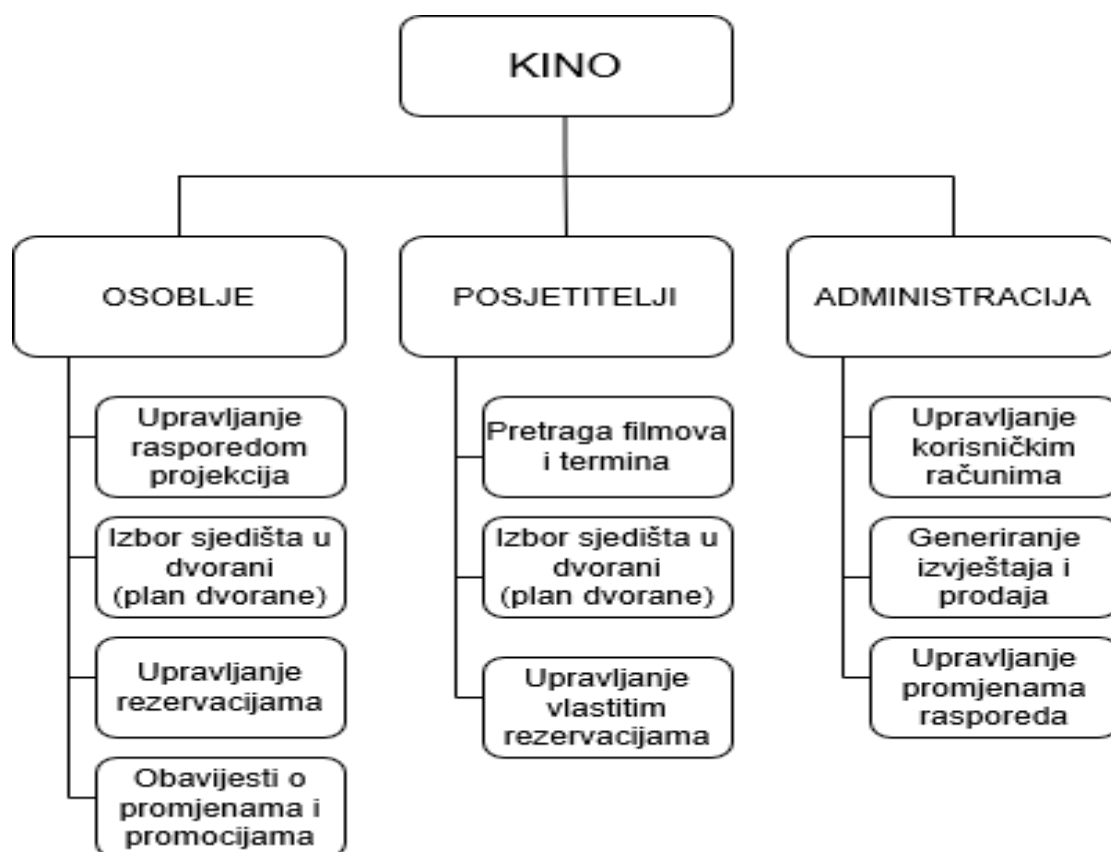 KINO
OSOBLJE
POSJETITELJI
ADMINISTRACIJA
Upravljanje
rasporedom
projekcija
Izbor sjedišta u
dvorani
(plan dvorane)
Upravljanje
rezervacijama
Obavijesti o
promjenama i
promocijama
Pretraga filmova
i termina
Izbor sjedišta u
dvorani
(plan dvorane)
Upravljanje
vlastitim
rezervacijama
Upravljanje
korisničkim
računima
Generiranje
izvještaja i
prodaja
Upravljanje
promjenama
rasporeda